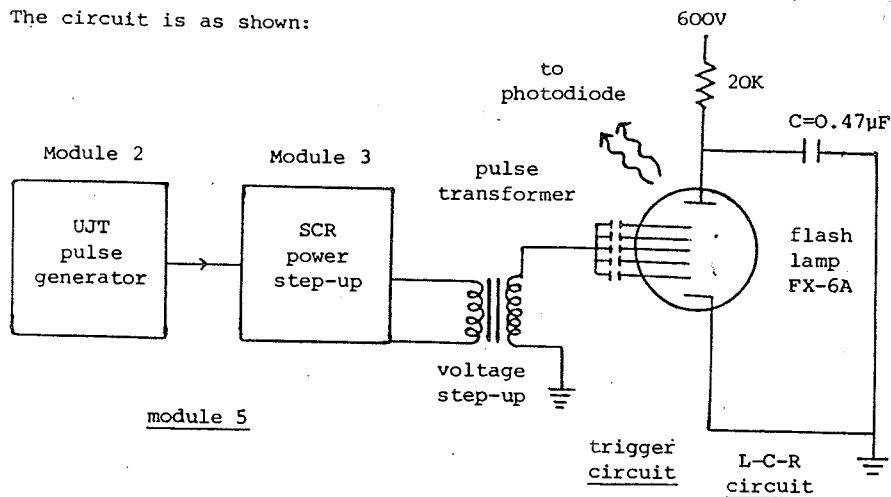 The circuit is as shown:
600V
to
photodiode
20K
C=0.47µF
Module 2
Module 3
pulse
transformer
UJT
pulse
generator
SCR
power
step-up
flash
lamp
FX-6A
voltage
step-up
module 5
trigger
circuit
L-C-R
circuit